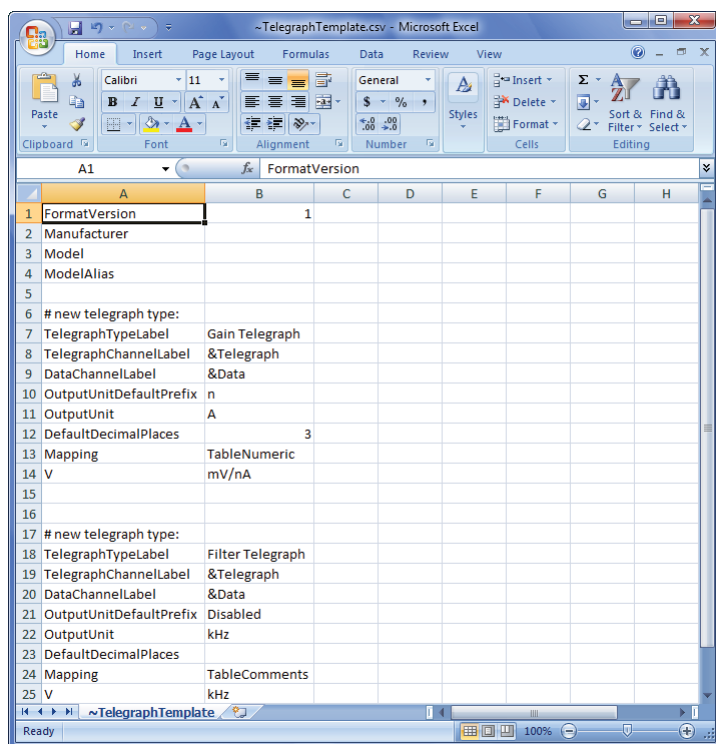 ~TelegraphTemplate.csv - Microsoft Excel
Home Insert Page Layout Formulas Data Review View
Paste
Clipboard
Calibri 11
B I U A A
A
Font
Alignment
General
$ % ,
.0 .00 .00 .0
Number
Styles
Insert
Delete
Format
Cells
Σ
Sort & Filter
Find & Select
Editing
A1 fx FormatVersion
A B C D E F G H
1 FormatVersion 1
2 Manufacturer
3 Model
4 ModelAlias
5
6 # new telegraph type:
7 TelegraphTypeLabel Gain Telegraph
8 TelegraphChannelLabel &Telegraph
9 DataChannelLabel &Data
10 OutputUnitDefaultPrefix n
11 OutputUnit A
12 DefaultDecimalPlaces 3
13 Mapping TableNumeric
14 V mV/nA
15
16
17 # new telegraph type:
18 TelegraphTypeLabel Filter Telegraph
19 TelegraphChannelLabel &Telegraph
20 DataChannelLabel &Data
21 OutputUnitDefaultPrefix Disabled
22 OutputUnit kHz
23 DefaultDecimalPlaces
24 Mapping TableComments
25 V kHz
~TelegraphTemplate
Ready 100%